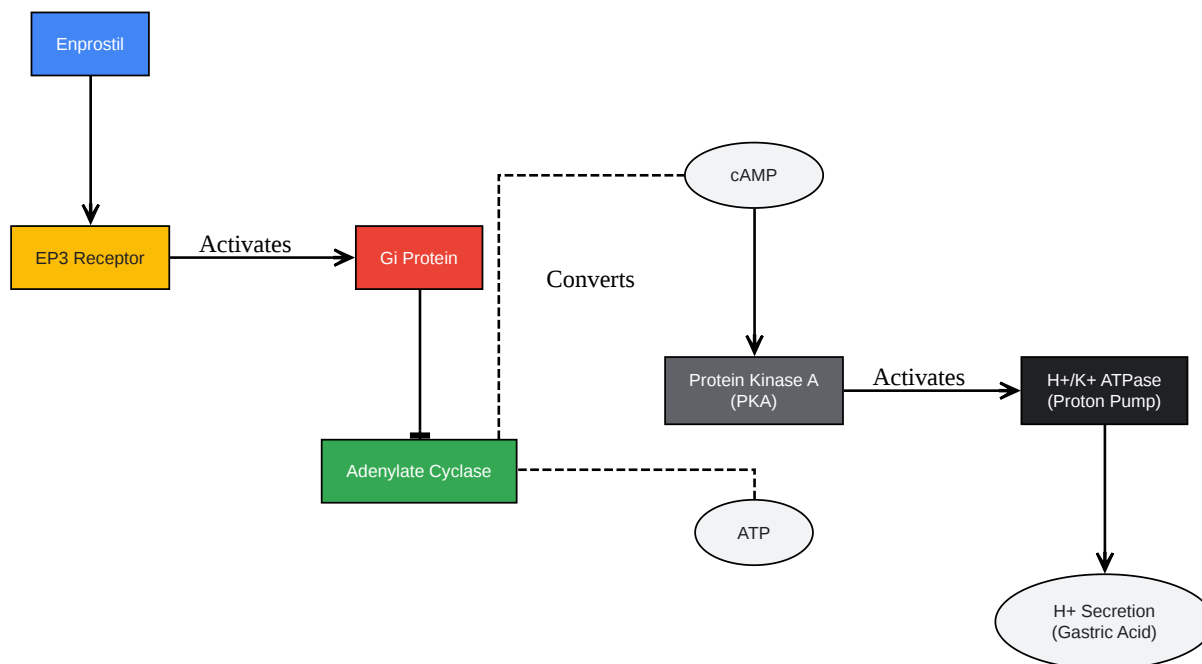 Enprostil
cAMP
EP3 Receptor
Activates
Gi Protein
Converts
Protein Kinase A
(PKA)
Activates
H+/K+ ATPase
(Proton Pump)
Adenylate Cyclase
ATP
H+ Secretion
(Gastric Acid)